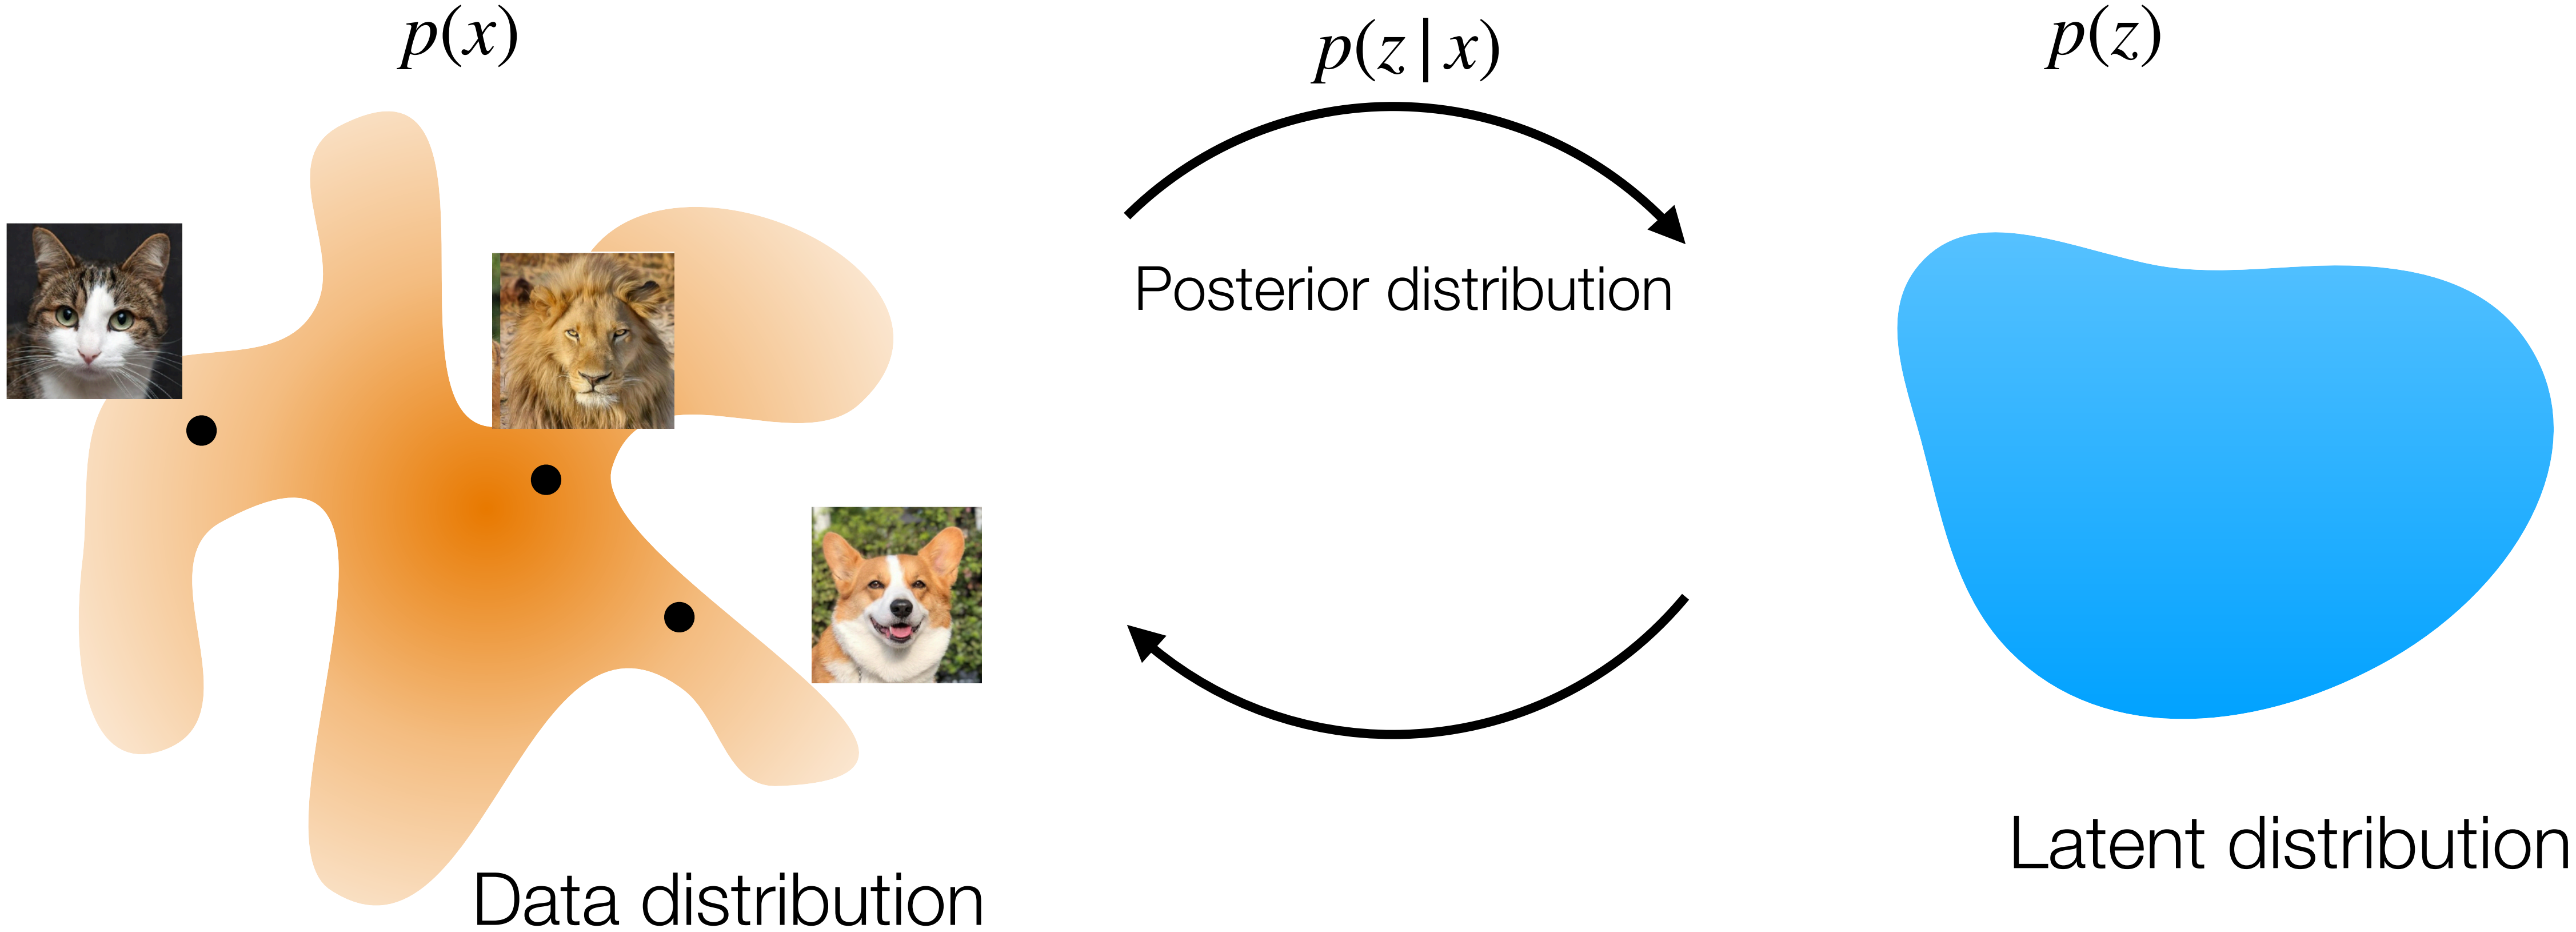 p(x)
p(z|x)
p(z)
Posterior distribution
Latent distribution
Data distribution